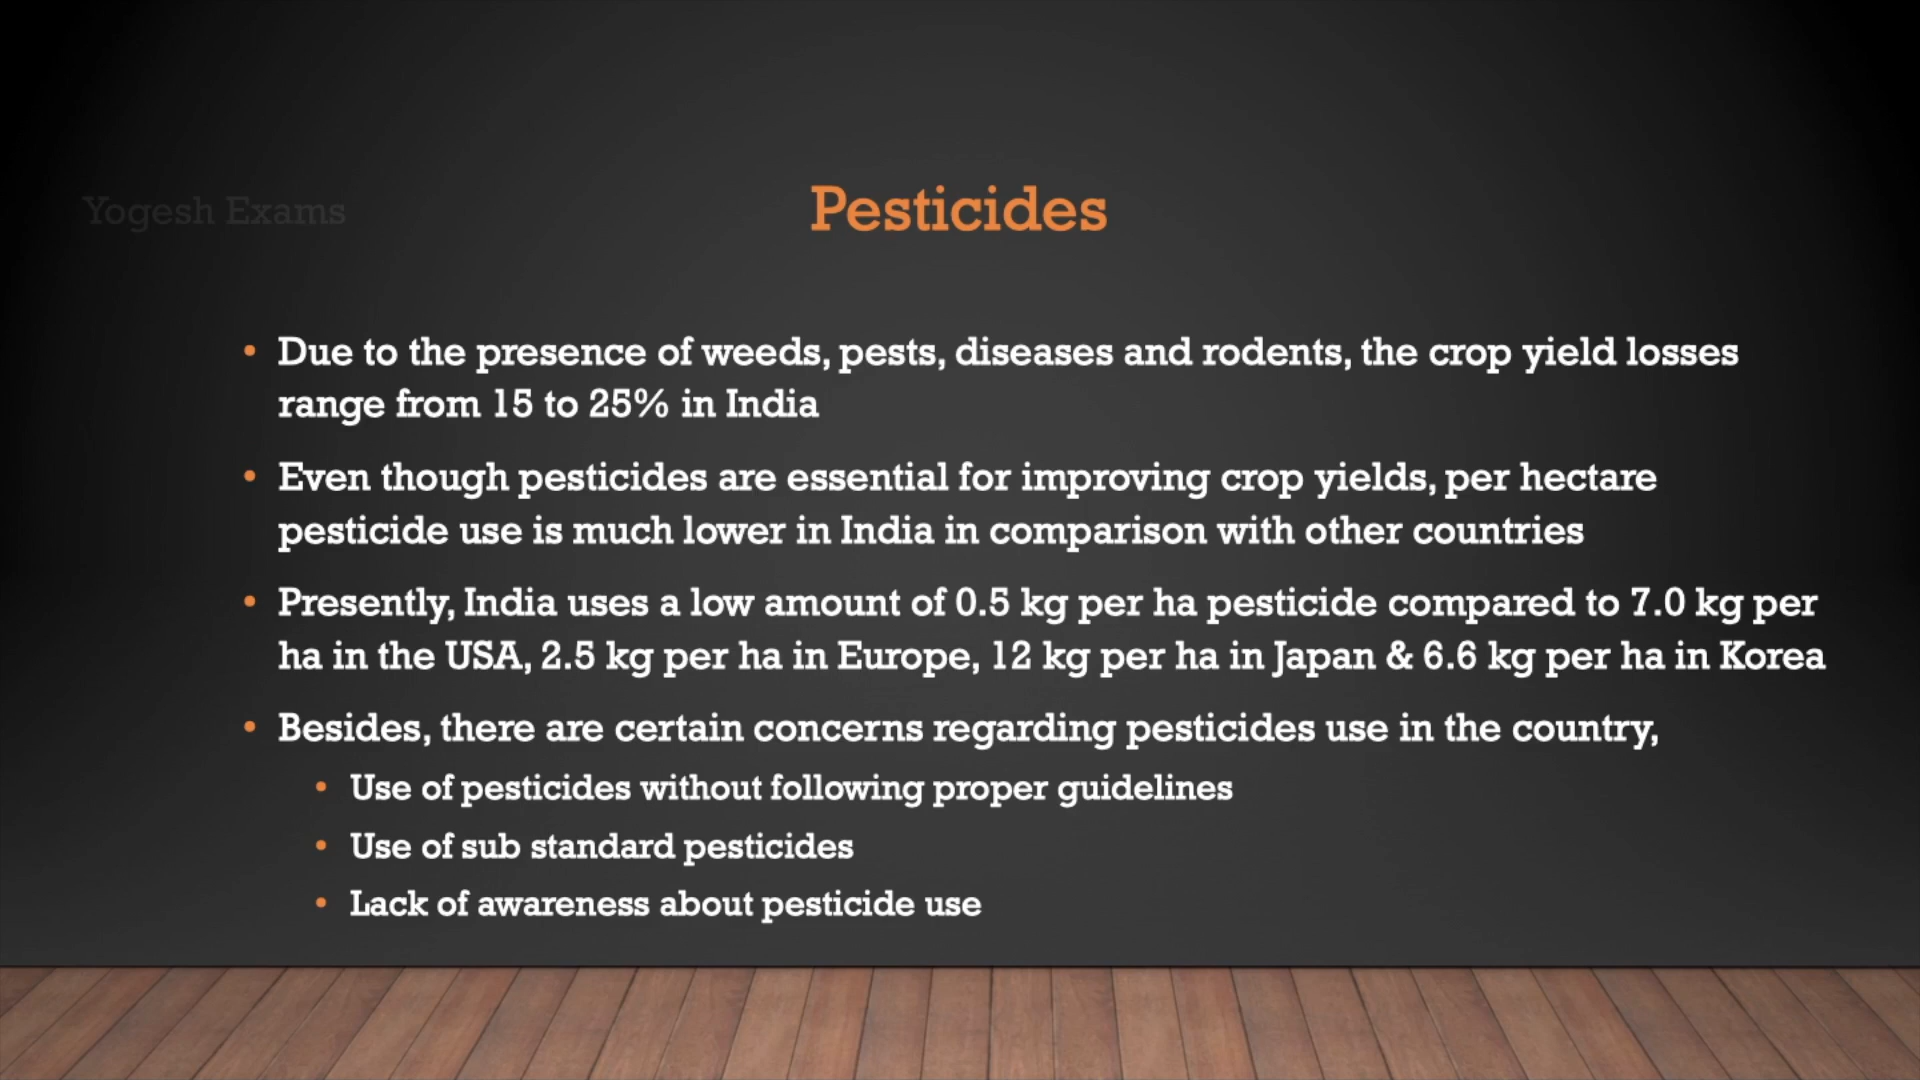 Yogesh Exams
Pesticides
• Due to the presence of weeds, pests, diseases and rodents, the crop yield losses
range from 15 to 25% in India
• Even though pesticides are essential for improving crop yields, per hectare
pesticide use is much lower in India in comparison with other countries
• Presently, India uses a low amount of 0.5 kg per ha pesticide compared to 7.0 kg per
ha in the USA, 2.5 kg per ha in Europe, 12 kg per ha in Japan & 6.6 kg per ha in Korea
• Besides, there are certain concerns regarding pesticides use in the country,
• Use of pesticides without following proper guidelines
• Use of sub standard pesticides
• Lack of awareness about pesticide use